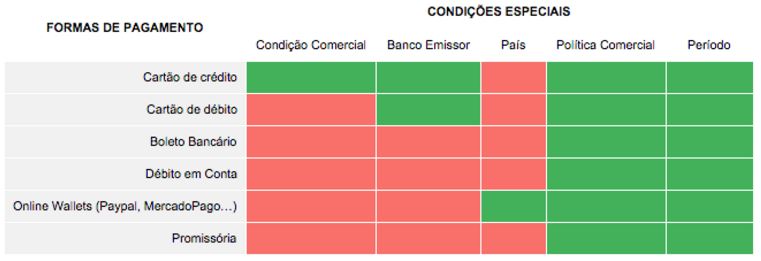 CONDIÇÕES ESPECIAIS
FORMAS DE PAGAMENTO
Condição Comercial Banco Emissor País Política Comercial Período
Cartão de crédito
Cartão de débito
Boleto Bancário
Débito em Conta
Online Wallets (Paypal, MercadoPago…)
Promissória